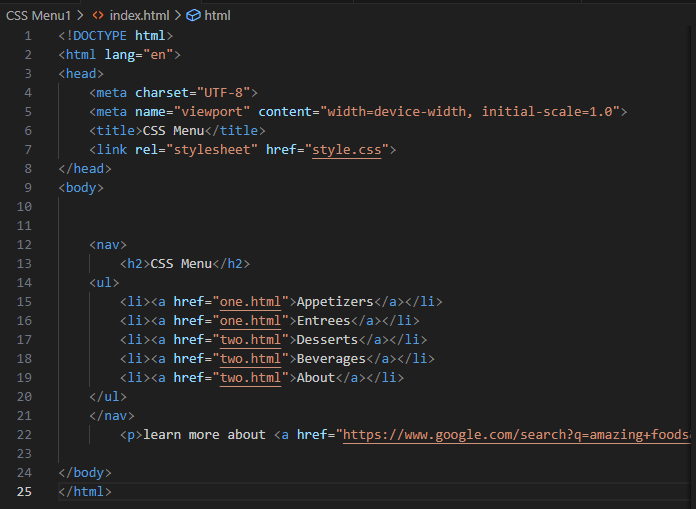 CSS Menu1 > index.html > html
1 <!DOCTYPE html>
2 <html lang="en">
3 <head>
4 <meta charset="UTF-8">
5 <meta name="viewport" content="width=device-width, initial-scale=1.0">
6 <title>CSS Menu</title>
7 <link rel="stylesheet" href="style.css">
8 </head>
9 <body>
10
11
12 <nav>
13 <h2>CSS Menu</h2>
14 <ul>
15 <li><a href="one.html">Appetizers</a></li>
16 <li><a href="one.html">Entrees</a></li>
17 <li><a href="two.html">Desserts</a></li>
18 <li><a href="two.html">Beverages</a></li>
19 <li><a href="two.html">About</a></li>
20 </ul>
21 </nav>
22 <p>learn more about <a href="https://www.google.com/search?q=amazing+foods
23
24 </body>
25 </html>